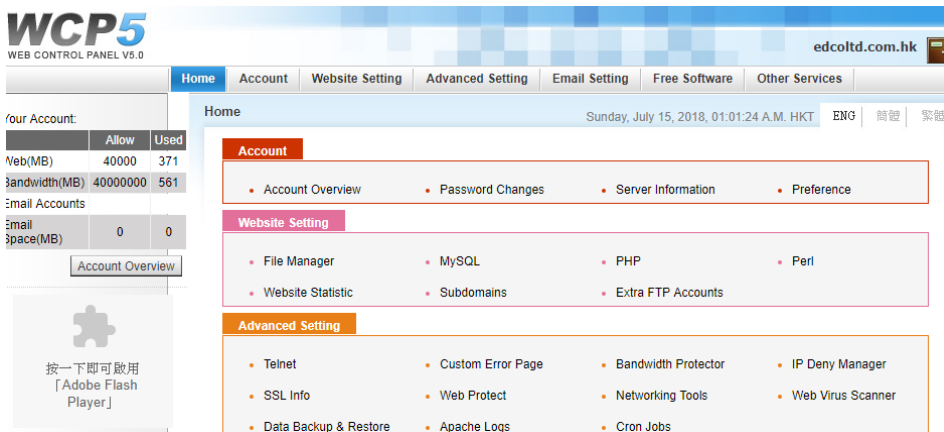 WCP5
WEB CONTROL PANEL V5.0
edcoltd.com.hk
Home Account Website Setting Advanced Setting Email Setting Free Software Other Services
Your Account:
Allow Used
Web(MB) 40000 371
Bandwidth(MB) 40000000 561
Email Accounts
Email Space(MB) 0 0
Account Overview
按一下即可啟用
「Adobe Flash
Player」
Home
Sunday, July 15, 2018, 01:01:24 A.M. HKT ENG 简體 繁體
Account
Account Overview Password Changes Server Information Preference
Website Setting
File Manager MySQL PHP Perl
Website Statistic Subdomains Extra FTP Accounts
Advanced Setting
Telnet Custom Error Page Bandwidth Protector IP Deny Manager
SSL Info Web Protect Networking Tools Web Virus Scanner
Data Backup & Restore Apache Logs Cron Jobs